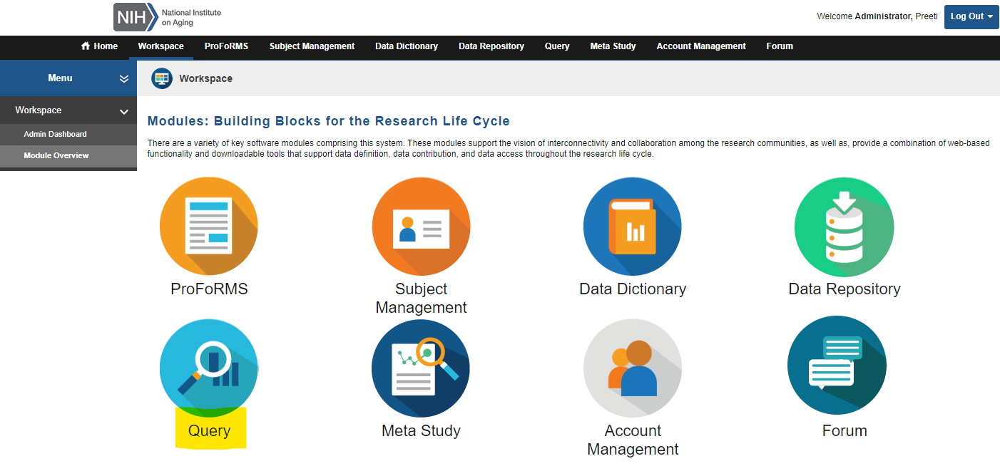 NIH National Institute
on Aging
Welcome Administrator, Preeti
Log Out
Home Workspace ProFoRMS Subject Management Data Dictionary Data Repository Query Meta Study Account Management Forum
Menu
Workspace
Workspace
Admin Dashboard
Module Overview
Modules: Building Blocks for the Research Life Cycle
There are a variety of key software modules comprising this system. These modules support the vision of interconnectivity and collaboration among the research communities, as well as, provide a combination of web-based
functionality and downloadable tools that support data definition, data contribution, and data access throughout the research life cycle.
ProFoRMS
Subject
Management
Data Dictionary
Data Repository
Query
Meta Study
Account
Management
Forum